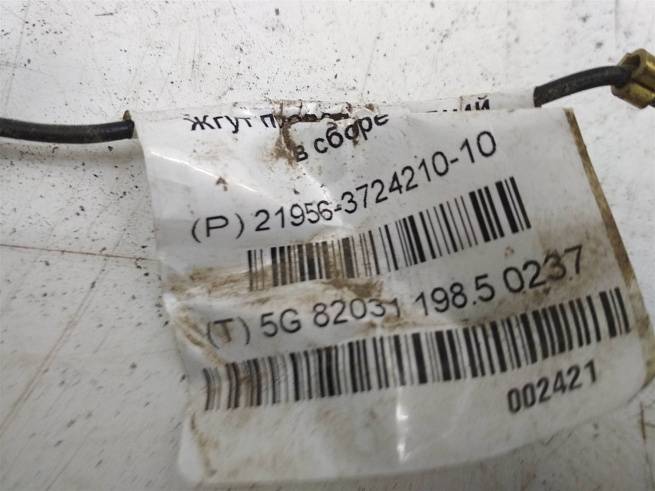 Жгут
в сборе
(P) 21956-3724210-10
(T) 5G 82031 198.5 0237
002421